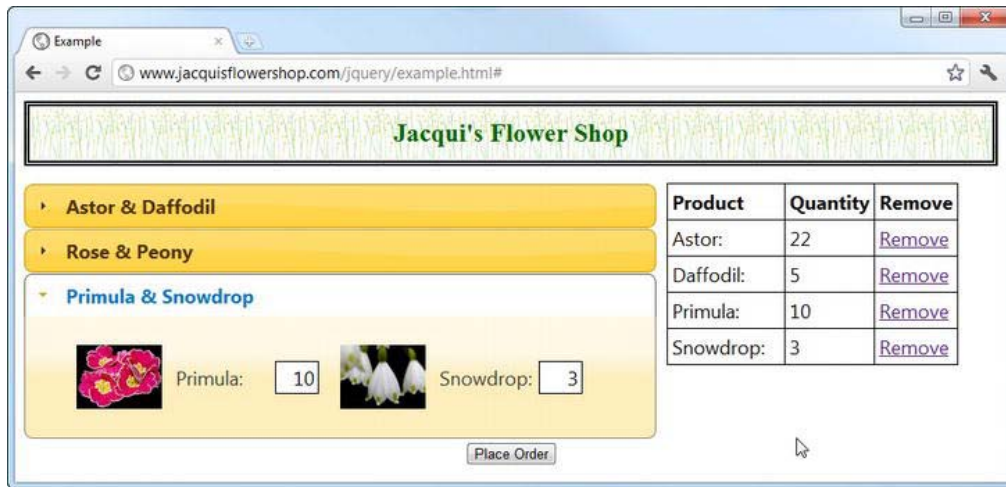 Example
www.jacquisflowershop.com/jquery/example.html#
Jacqui's Flower Shop
Astor & Daffodil
Rose & Peony
Primula & Snowdrop
Primula: 10 Snowdrop: 3
Place Order
Product Quantity Remove
Astor: 22 Remove
Daffodil: 5 Remove
Primula: 10 Remove
Snowdrop: 3 Remove